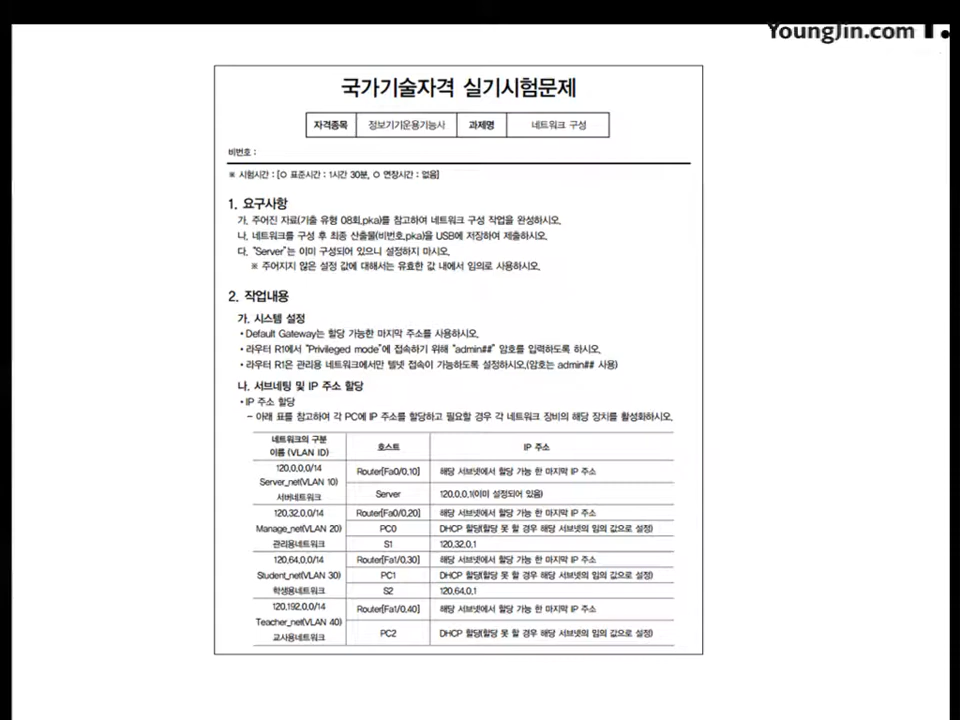 YoungJin.com
국가기술자격 실기시험문제
자격종목 정보기기운용기능사 과제명 네트워크 구성
비번호 :
※ 시험시간 : [○ 표준시간 : 1시간 30분, ○ 연장시간 : 없음]
1. 요구사항
가. 주어진 자료(기출 유형 08회.pka)를 참고하여 네트워크 구성 작업을 완성하시오.
나. 네트워크를 구성 후 최종 산출물(비번호.pka)을 USB에 저장하여 제출하시오.
다. "Server"는 이미 구성되어 있으니 설정하지 마시오.
※ 주어지지 않은 설정 값에 대해서는 유효한 값 내에서 임의로 사용하시오.
2. 작업내용
가. 시스템 설정
• Default Gateway는 할당 가능한 마지막 주소를 사용하시오.
• 라우터 R1에서 "Privileged mode"에 접속하기 위해 "admin##" 암호를 입력하도록 하시오.
• 라우터 R1은 관리용 네트워크에서만 텔넷 접속이 가능하도록 설정하시오.(암호는 admin## 사용)
나. 서브네팅 및 IP 주소 할당
• IP 주소 할당
– 아래 표를 참고하여 각 PC에 IP 주소를 할당하고 필요할 경우 각 네트워크 장비의 해당 장치를 활성화하시오.
네트워크의 구분 이름 (VLAN ID) 호스트 IP 주소
120.0.0.0/14 Router[Fa0/0.10] 해당 서브넷에서 할당 가능 한 마지막 IP 주소
Server_net(VLAN 10)
서버네트워크 Server 120.0.0.1(이미 설정되어 있음)
120.32.0.0/14 Router[Fa0/0.20] 해당 서브넷에서 할당 가능 한 마지막 IP 주소
Manage_net(VLAN 20) PC0 DHCP 할당(할당 못 할 경우 해당 서브넷의 임의 값으로 설정)
관리용네트워크 S1 120.32.0.1
120.64.0.0/14 Router[Fa1/0.30] 해당 서브넷에서 할당 가능 한 마지막 IP 주소
Student_net(VLAN 30) PC1 DHCP 할당(할당 못 할 경우 해당 서브넷의 임의 값으로 설정)
학생용네트워크 S2 120.64.0.1
120.192.0.0/14 Router[Fa1/0.40] 해당 서브넷에서 할당 가능 한 마지막 IP 주소
Teacher_net(VLAN 40)
교사용네트워크 PC2 DHCP 할당(할당 못 할 경우 해당 서브넷의 임의 값으로 설정)